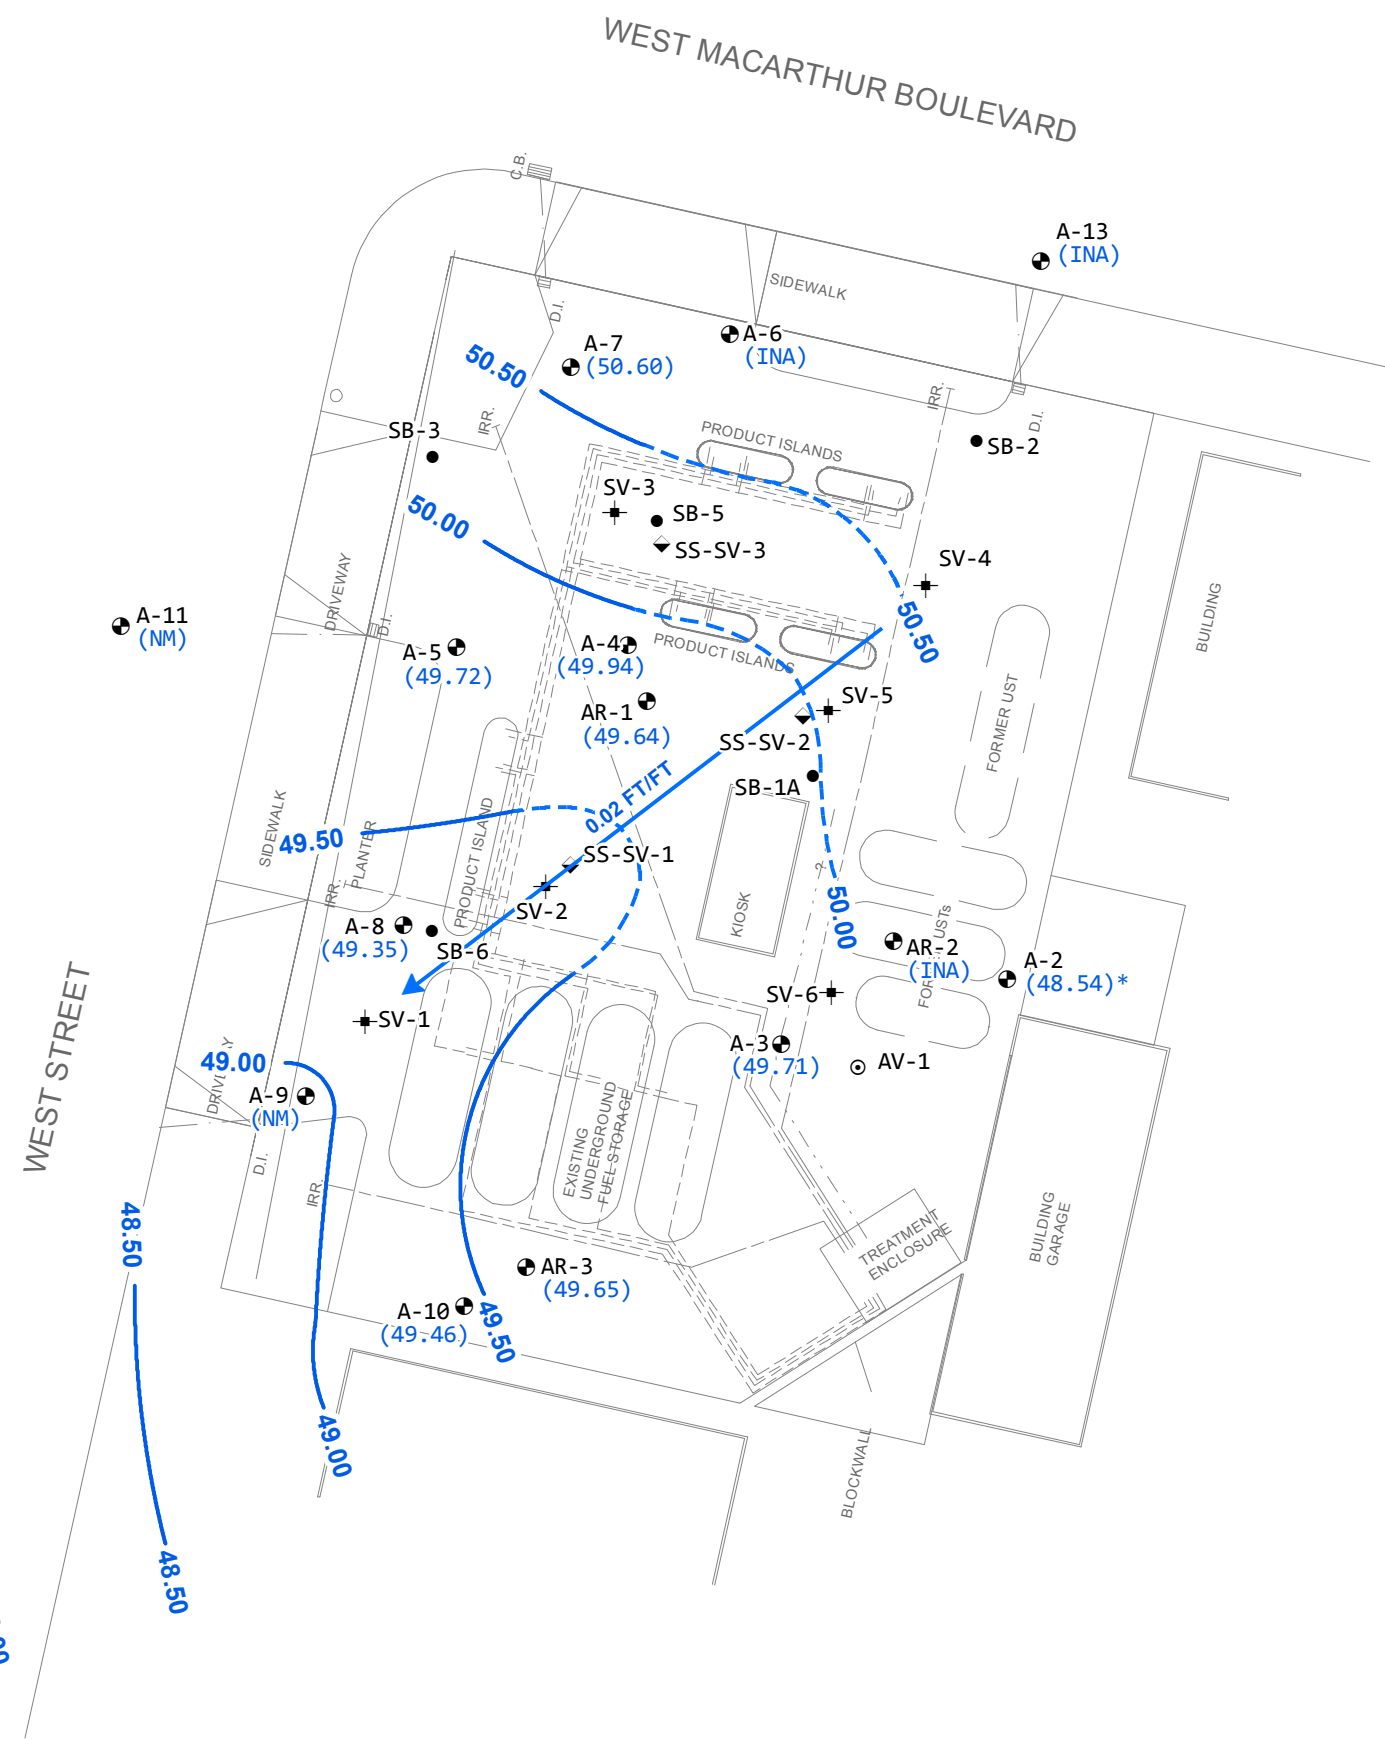 WEST MACARTHUR BOULEVARD
C.B.
A-13
(INA)
SIDEWALK
D.I.
A-7
(50.60)
A-6
(INA)
50.50
IRR.
IRR.
D.I.
SB-3
PRODUCT ISLANDS
SB-2
SV-3
SB-5
SS-SV-3
50.00
SV-4
DRIVEWAY
D.I.
50.50
BUILDING
A-11
(NM)
A-5
(49.72)
A-4
(49.94)
PRODUCT ISLANDS
FORMER UST
SV-5
AR-1
(49.64)
SS-SV-2
SB-1A
0.02 FT/FT
SIDEWALK
49.50
PLANTER
PRODUCT ISLAND
SS-SV-1
?
IRR.
SV-2
KIOSK
50.00
A-8
(49.35)
SB-6
AR-2
(INA)
A-2
(48.54)*
WEST STREET
SV-1
SV-6
A-3
(49.71)
AV-1
49.00
DRIVEWAY
A-9
(NM)
D.I.
IRR.
EXISTING
UNDERGROUND
FUEL STORAGE
48.50
TREATMENT
ENCLOSURE
BUILDING
GARAGE
AR-3
(49.65)
A-10
(49.46)
49.50
49.00
BLOCKWALL
48.50